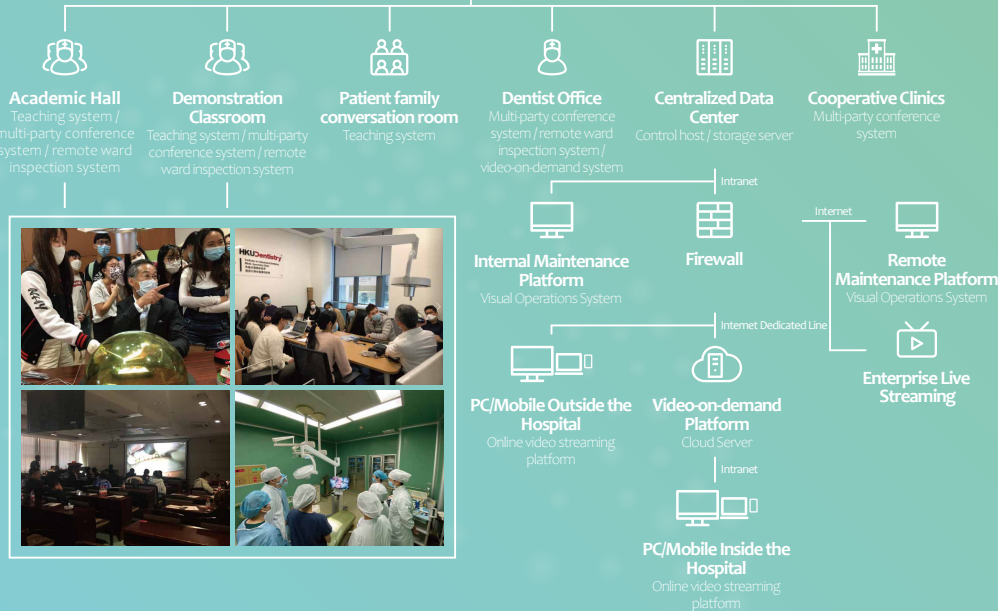 Academic Hall
Teaching system /
multi-party conference
system / remote ward
inspection system
Demonstration
Classroom
Teaching system / multi-party
conference system / remote
ward inspection system
Patient family
conversation room
Teaching system
Dentist Office
Multi-party conference
system / remote ward
inspection system /
video-on-demand system
Centralized Data
Center
Control host / storage server
Cooperative Clinics
Multi-party conference
system
Intranet
Internal Maintenance
Platform
Visual Operations System
Firewall
Internet
Remote
Maintenance Platform
Visual Operations System
Internet Dedicated Line
PC/Mobile Outside the
Hospital
Online video streaming
platform
Video-on-demand
Platform
Cloud Server
Enterprise Live
Streaming
Intranet
PC/Mobile Inside the
Hospital
Online video streaming
platform
HKUDentistry